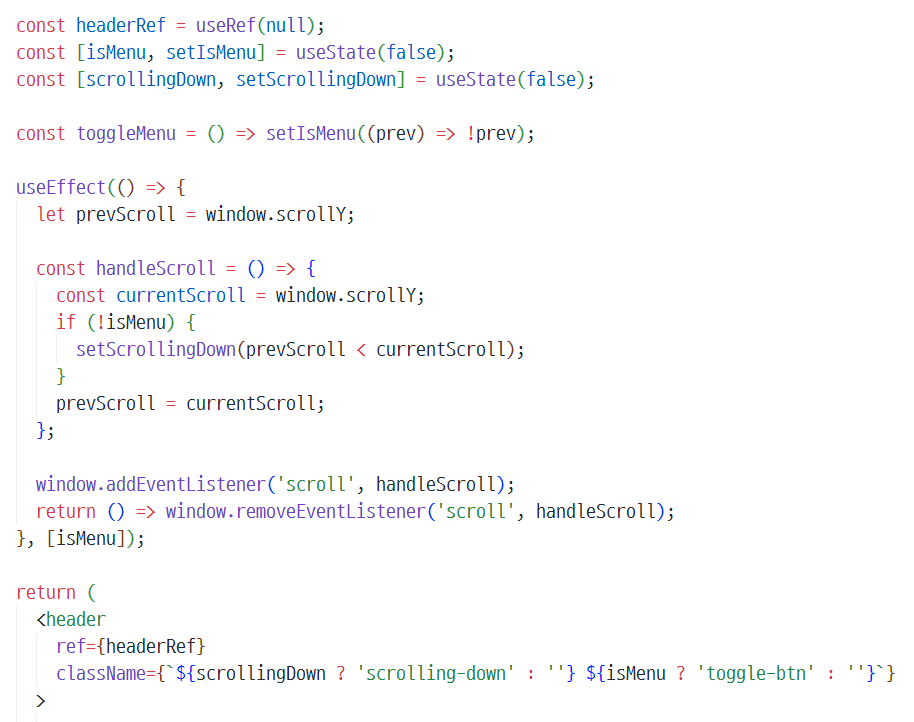 const headerRef = useRef(null);
const [isMenu, setIsMenu] = useState(false);
const [scrollingDown, setScrollingDown] = useState(false);
const toggleMenu = () => setIsMenu((prev) => !prev);
useEffect(() => {
let prevScroll = window.scrollY;
const handleScroll = () => {
const currentScroll = window.scrollY;
if (!isMenu) {
setScrollingDown(prevScroll < currentScroll);
}
prevScroll = currentScroll;
};
window.addEventListener('scroll', handleScroll);
return () => window.removeEventListener('scroll', handleScroll);
}, [isMenu]);
return (
<header
ref={headerRef}
className={`${scrollingDown ? 'scrolling-down' : ''} ${isMenu ? 'toggle-btn' : ''}`}
>